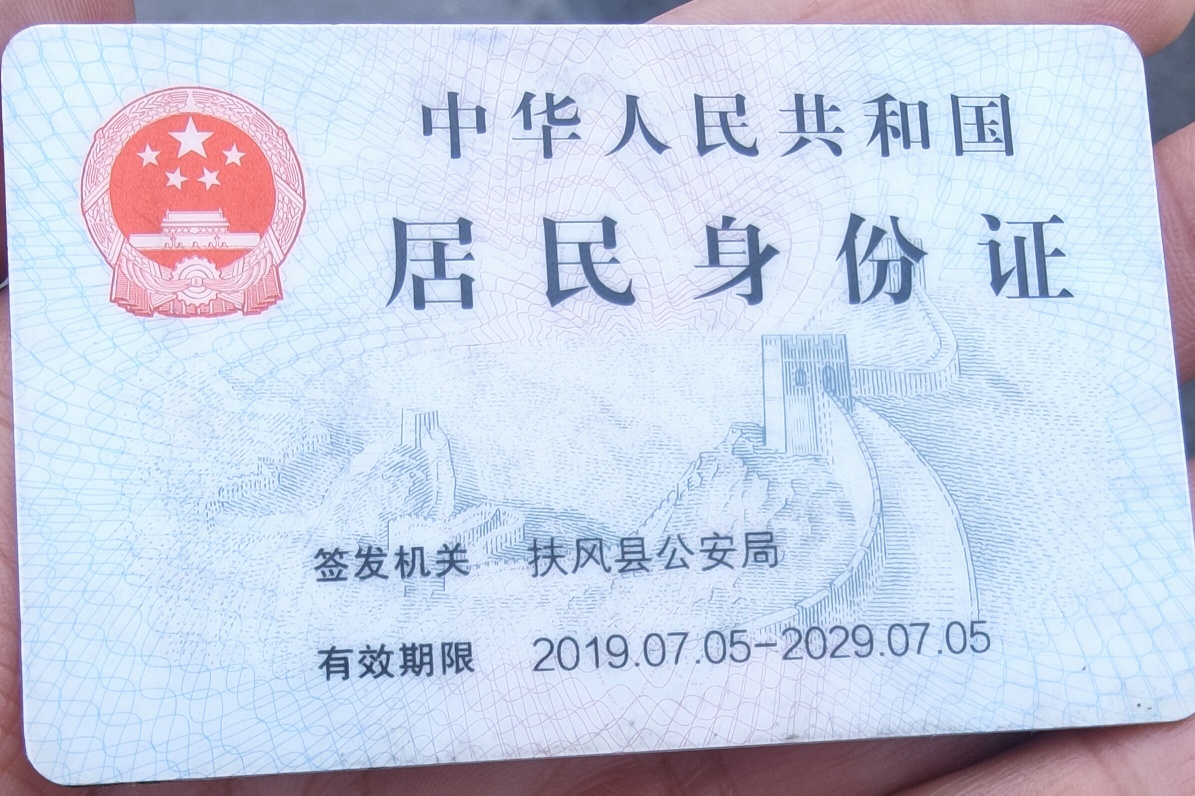 中华人民共和国
居民身份证
签发机关 扶风县公安局
有效期限 2019.07.05-2029.07.05